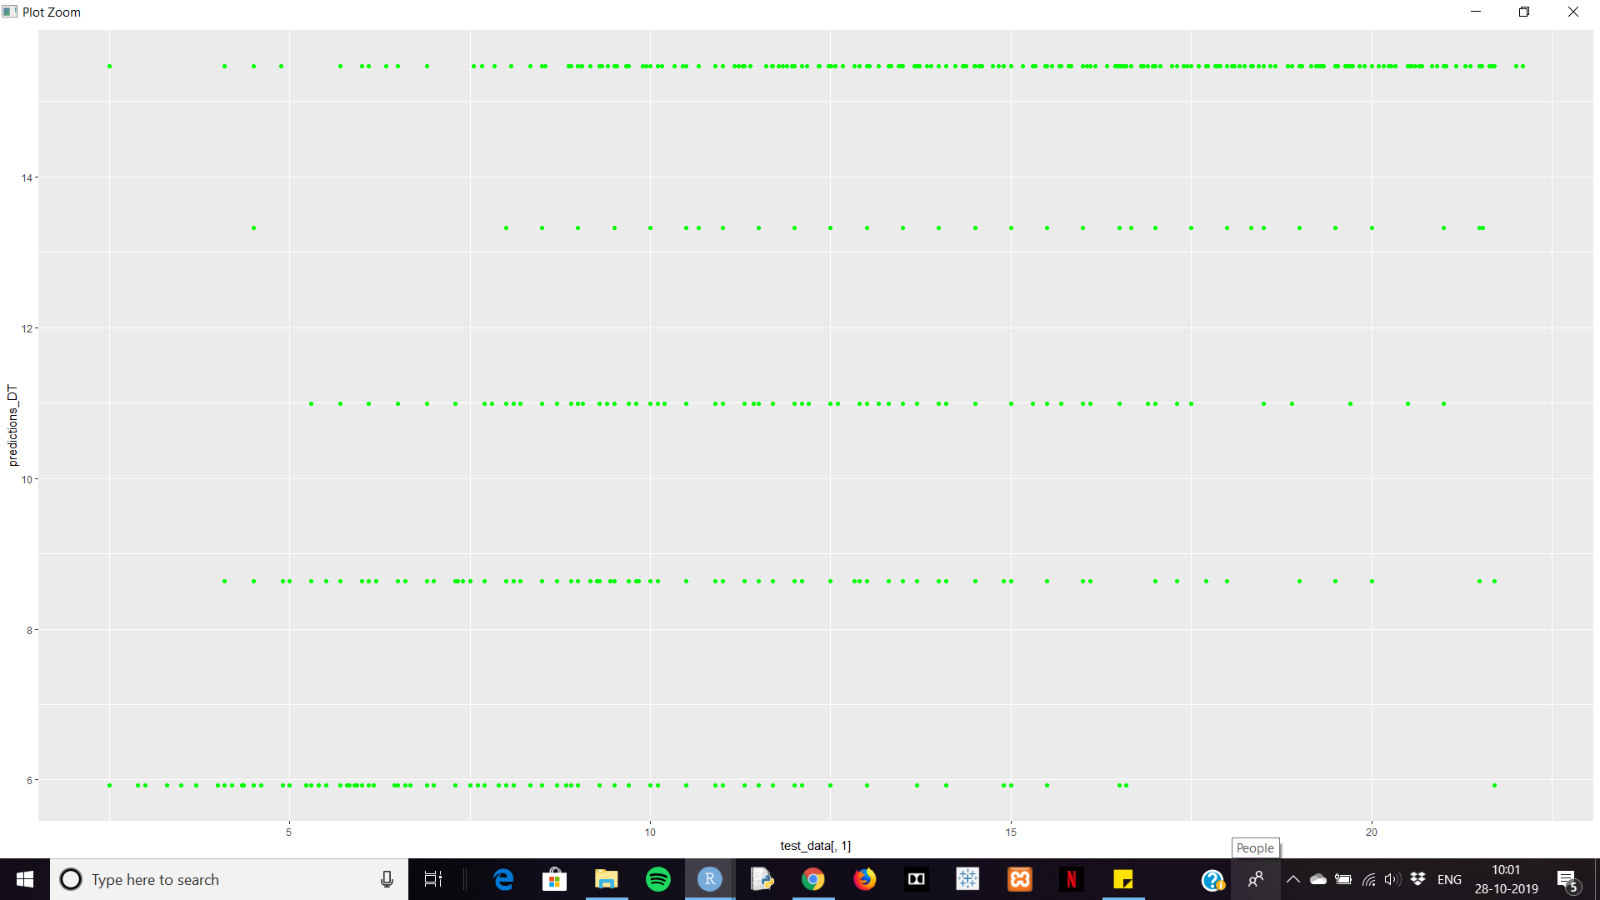 Plot Zoom
14
12
10
8
6
predictions_DT
5 10 15 20
test_data[, 1]
People
Type here to search
R
N
ENG
10:01
28-10-2019
5